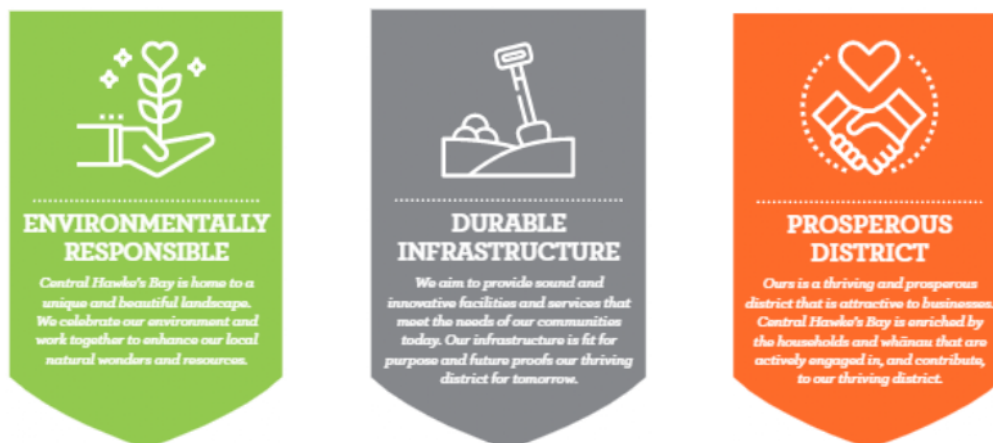 ENVIRONMENTALLY
RESPONSIBLE
Central Hawke's Bay is home to a
unique and beautiful landscape.
We celebrate our environment and
work together to enhance our local
natural wonders and resources.
DURABLE
INFRASTRUCTURE
We aim to provide sound and
innovative facilities and services that
meet the needs of our communities
today. Our infrastructure is fit for
purpose and future proofs our thriving
district for tomorrow.
PROSPEROUS
DISTRICT
Ours is a thriving and prosperous
district that is attractive to businesses.
Central Hawke's Bay is enriched by
the households and whānau that are
actively engaged in, and contribute,
to our thriving district.